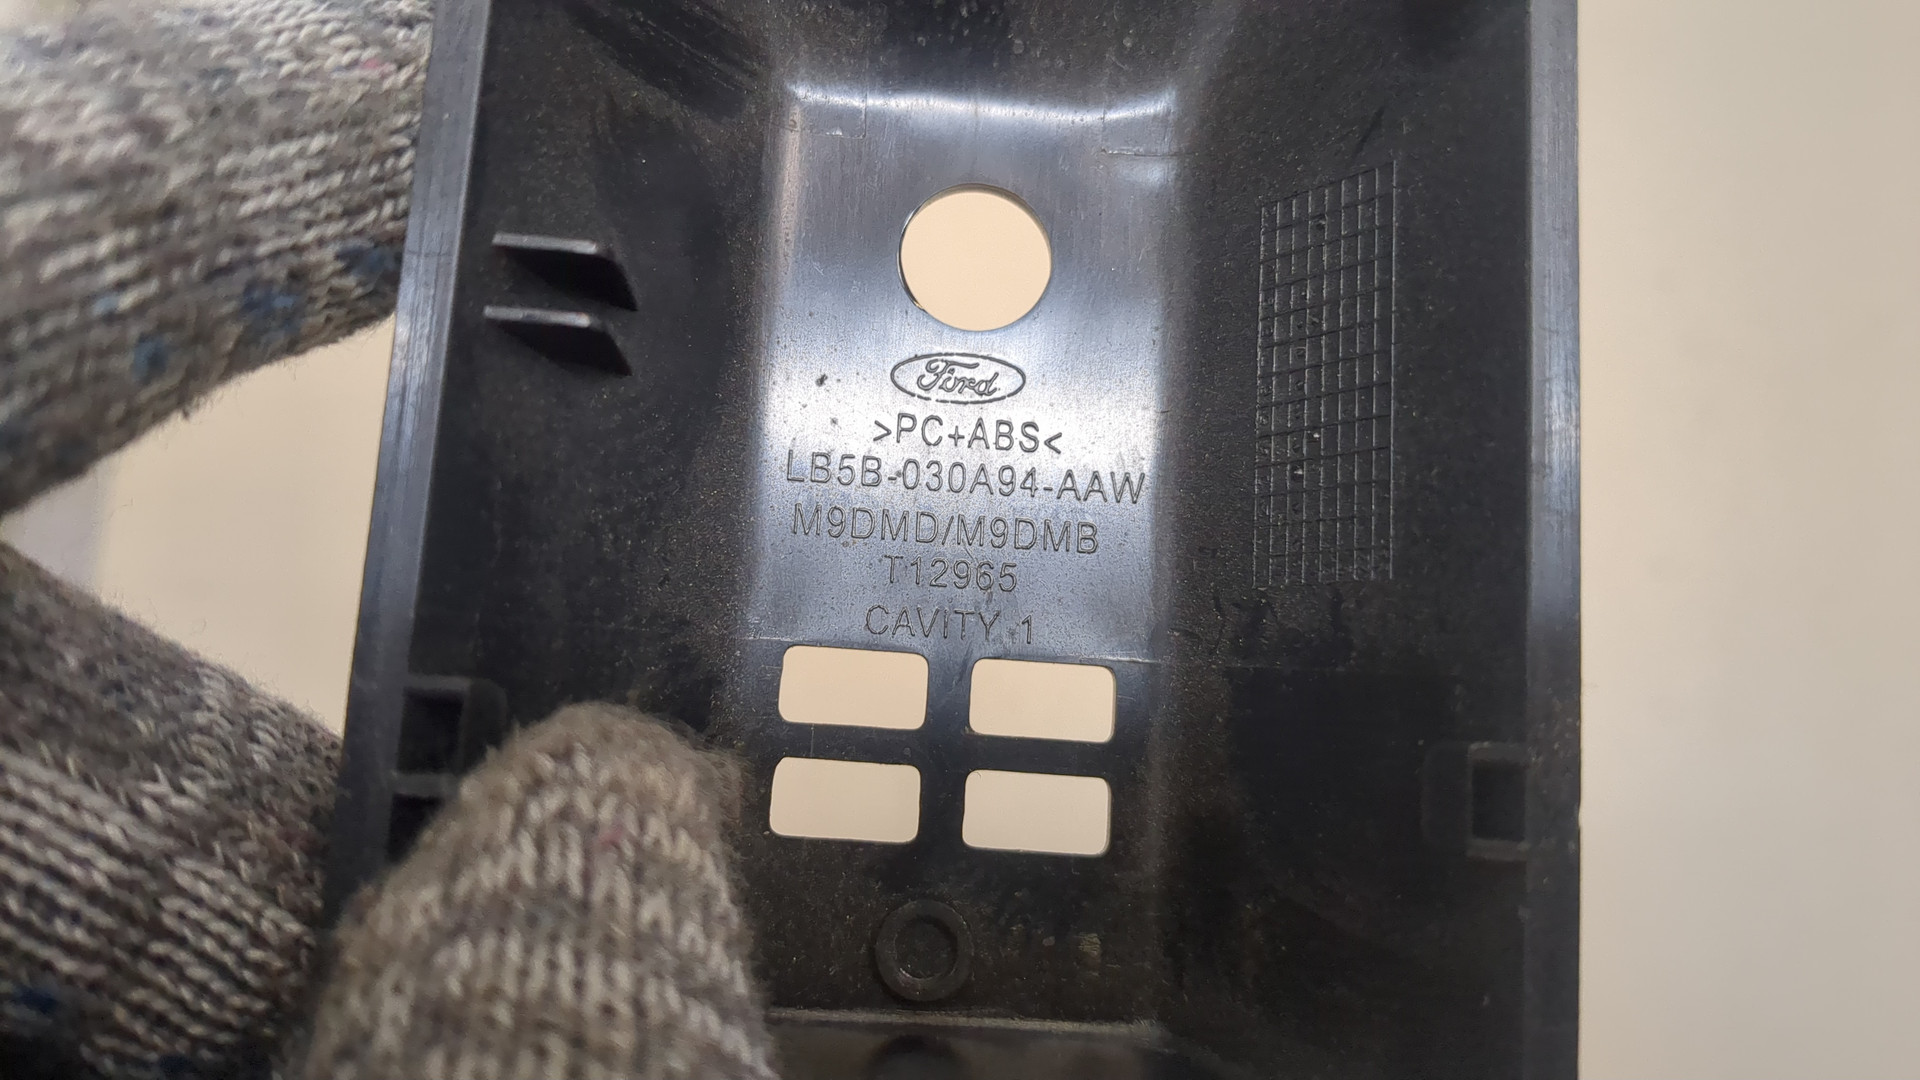 Ford
>PC+ABS<
LB5B-030A94-AAW
M9DMD/M9DMB
T12965
CAVITY 1